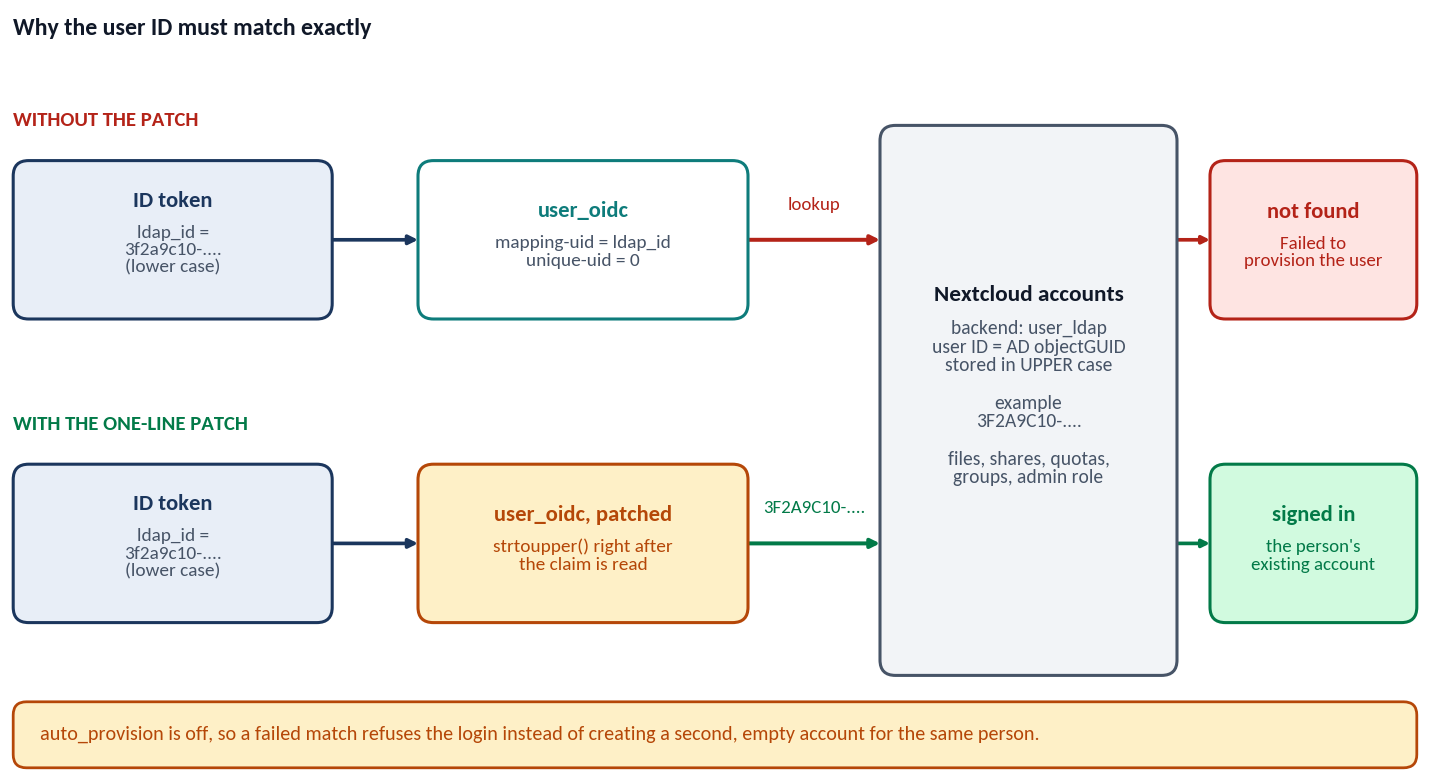 Why the user ID must match exactly
WITHOUT THE PATCH
ID token
ldap_id =
3f2a9c10-....
(lower case)
user_oidc
mapping-uid = ldap_id
unique-uid = 0
lookup
not found
Failed to
provision the user
Nextcloud accounts
backend: user_ldap
user ID = AD objectGUID
stored in UPPER case
example
3F2A9C10-....
files, shares, quotas,
groups, admin role
WITH THE ONE-LINE PATCH
ID token
ldap_id =
3f2a9c10-....
(lower case)
user_oidc, patched
strtoupper() right after
the claim is read
3F2A9C10-....
signed in
the person's
existing account
auto_provision is off, so a failed match refuses the login instead of creating a second, empty account for the same person.